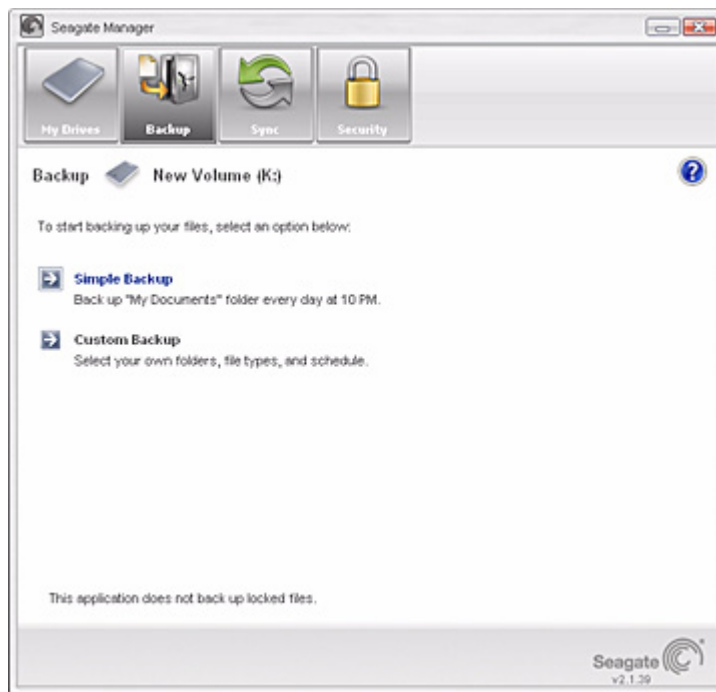 Seagate Manager
My Drives Backup Sync Security
Backup New Volume (K:)
To start backing up your files, select an option below:
Simple Backup
Back up "My Documents" folder every day at 10 PM.
Custom Backup
Select your own folders, file types, and schedule.
This application does not back up locked files.
Seagate
v2.1.39